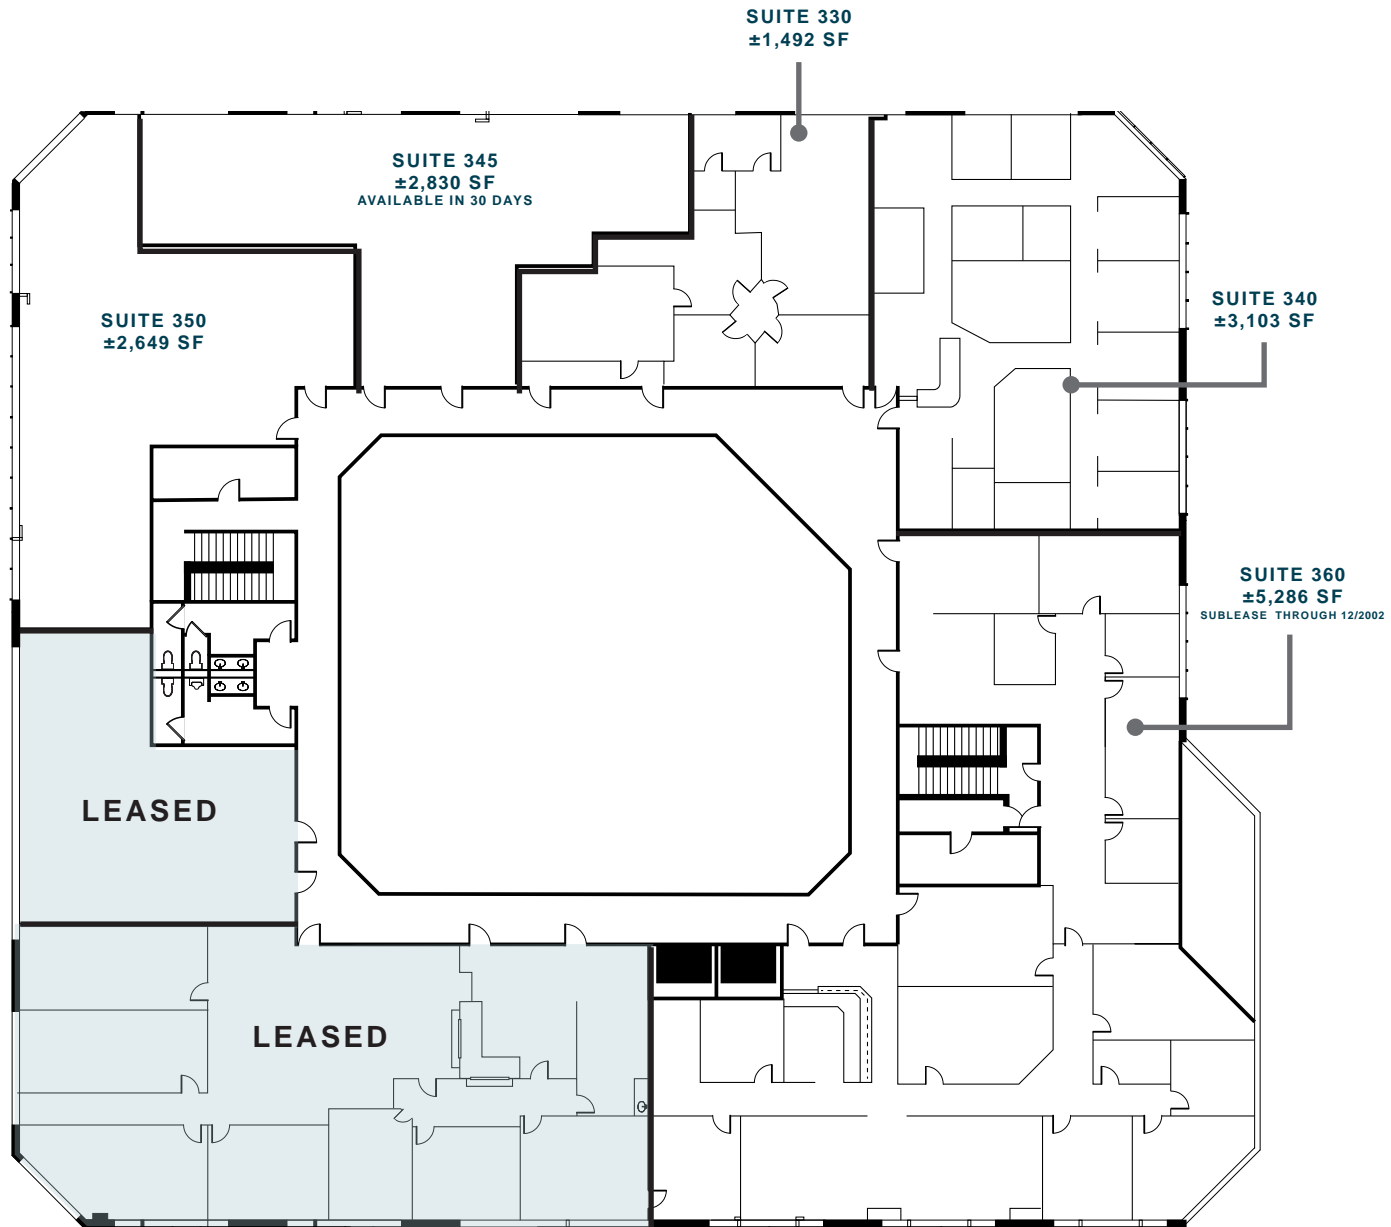 SUITE 330
±1,492 SF
SUITE 345
±2,830 SF
AVAILABLE IN 30 DAYS
SUITE 350
±2,649 SF
SUITE 340
±3,103 SF
SUITE 360
±5,286 SF
SUBLEASE THROUGH 12/2002
LEASED
LEASED